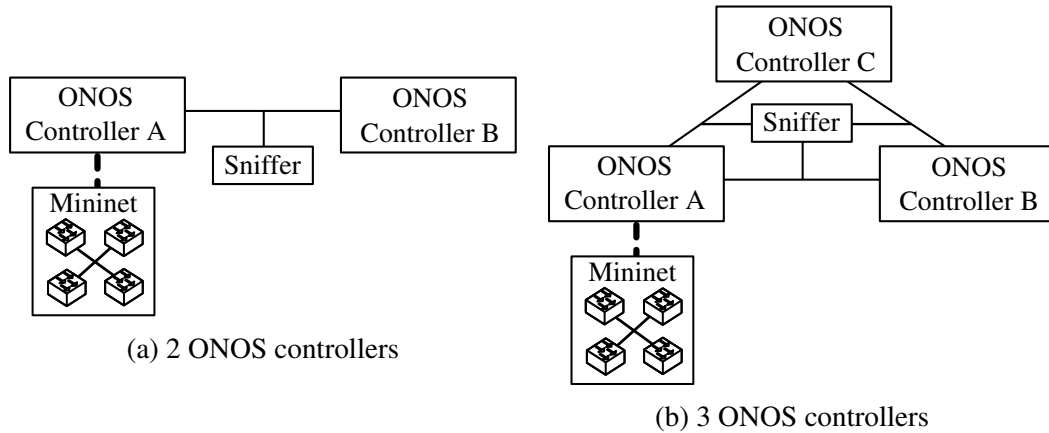 ONOS
Controller A
ONOS
Controller B
Sniffer
Mininet
(a) 2 ONOS controllers
ONOS
Controller C
Sniffer
ONOS
Controller A
ONOS
Controller B
Mininet
(b) 3 ONOS controllers